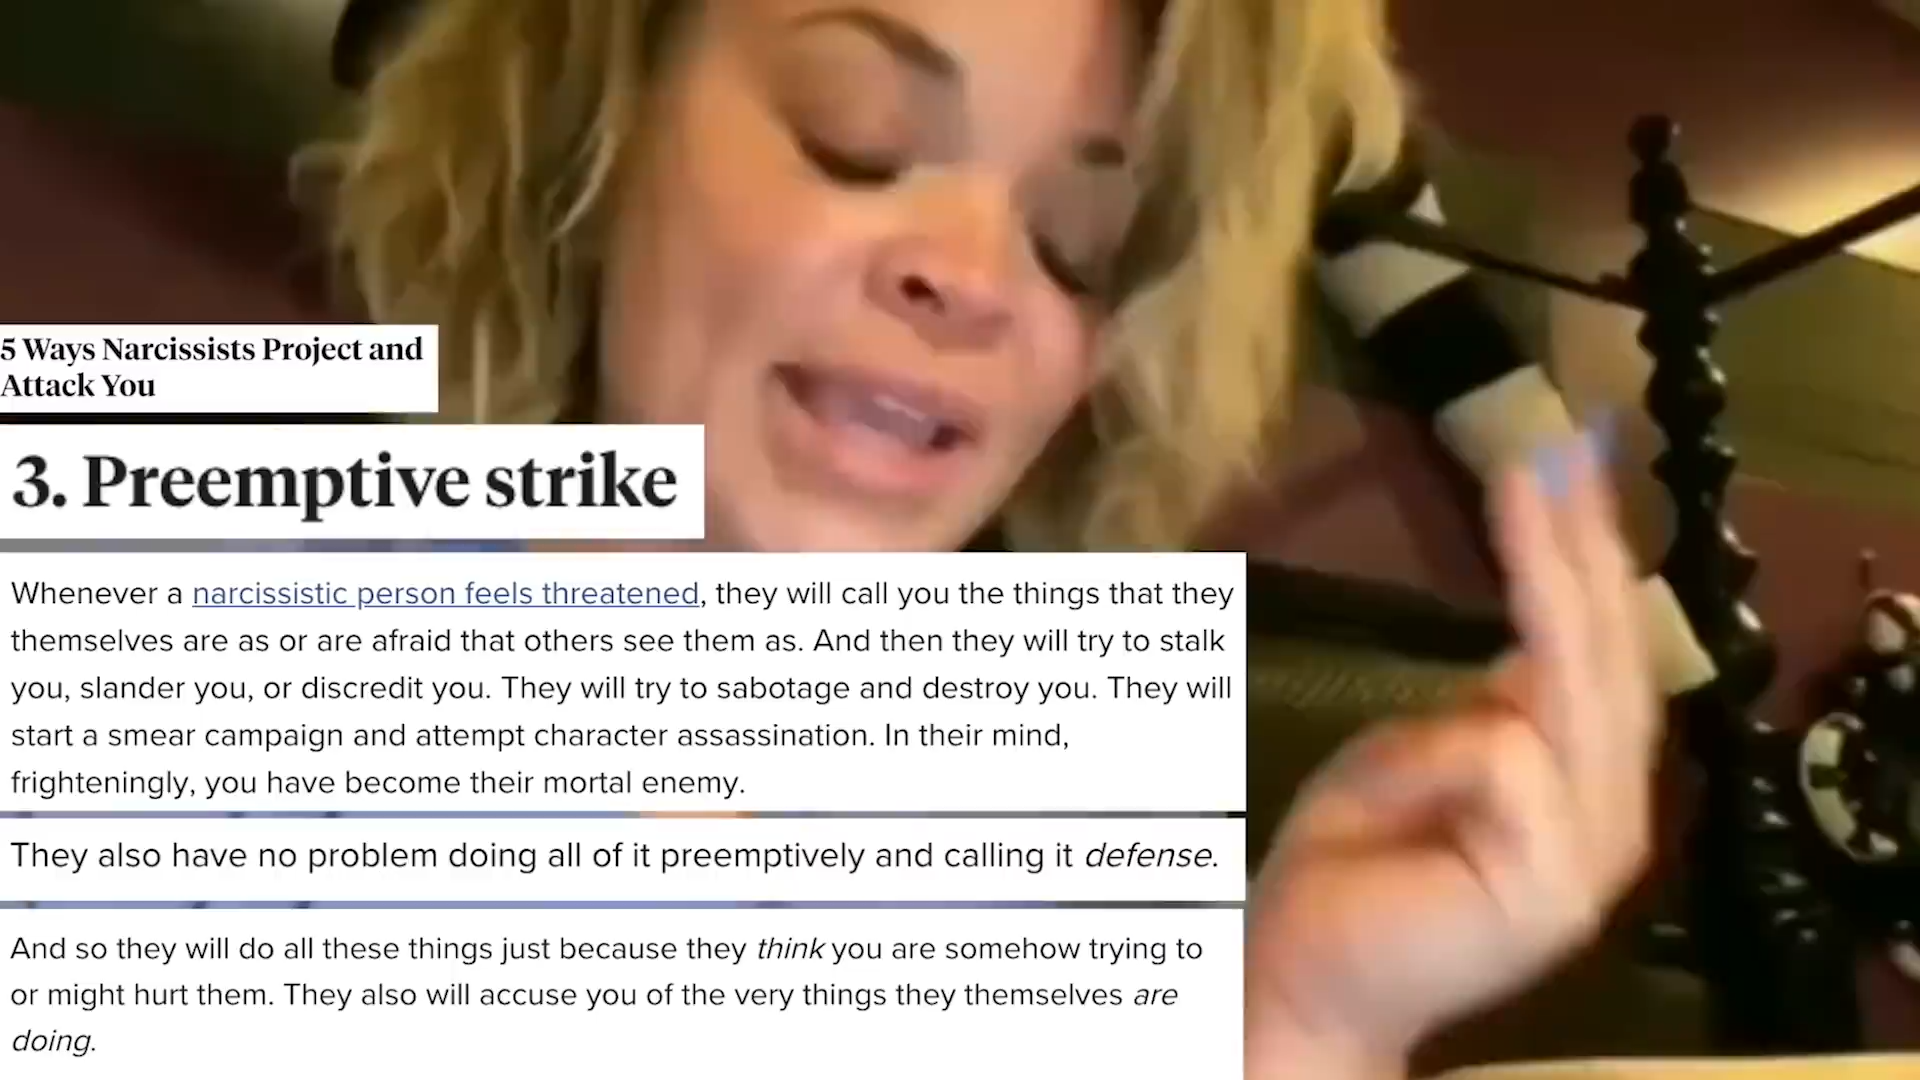 5 Ways Narcissists Project and
Attack You
3. Preemptive strike
Whenever a narcissistic person feels threatened, they will call you the things that they
themselves are as or are afraid that others see them as. And then they will try to stalk
you, slander you, or discredit you. They will try to sabotage and destroy you. They will
start a smear campaign and attempt character assassination. In their mind,
frighteningly, you have become their mortal enemy.
They also have no problem doing all of it preemptively and calling it defense.
And so they will do all these things just because they think you are somehow trying to
or might hurt them. They also will accuse you of the very things they themselves are
doing.